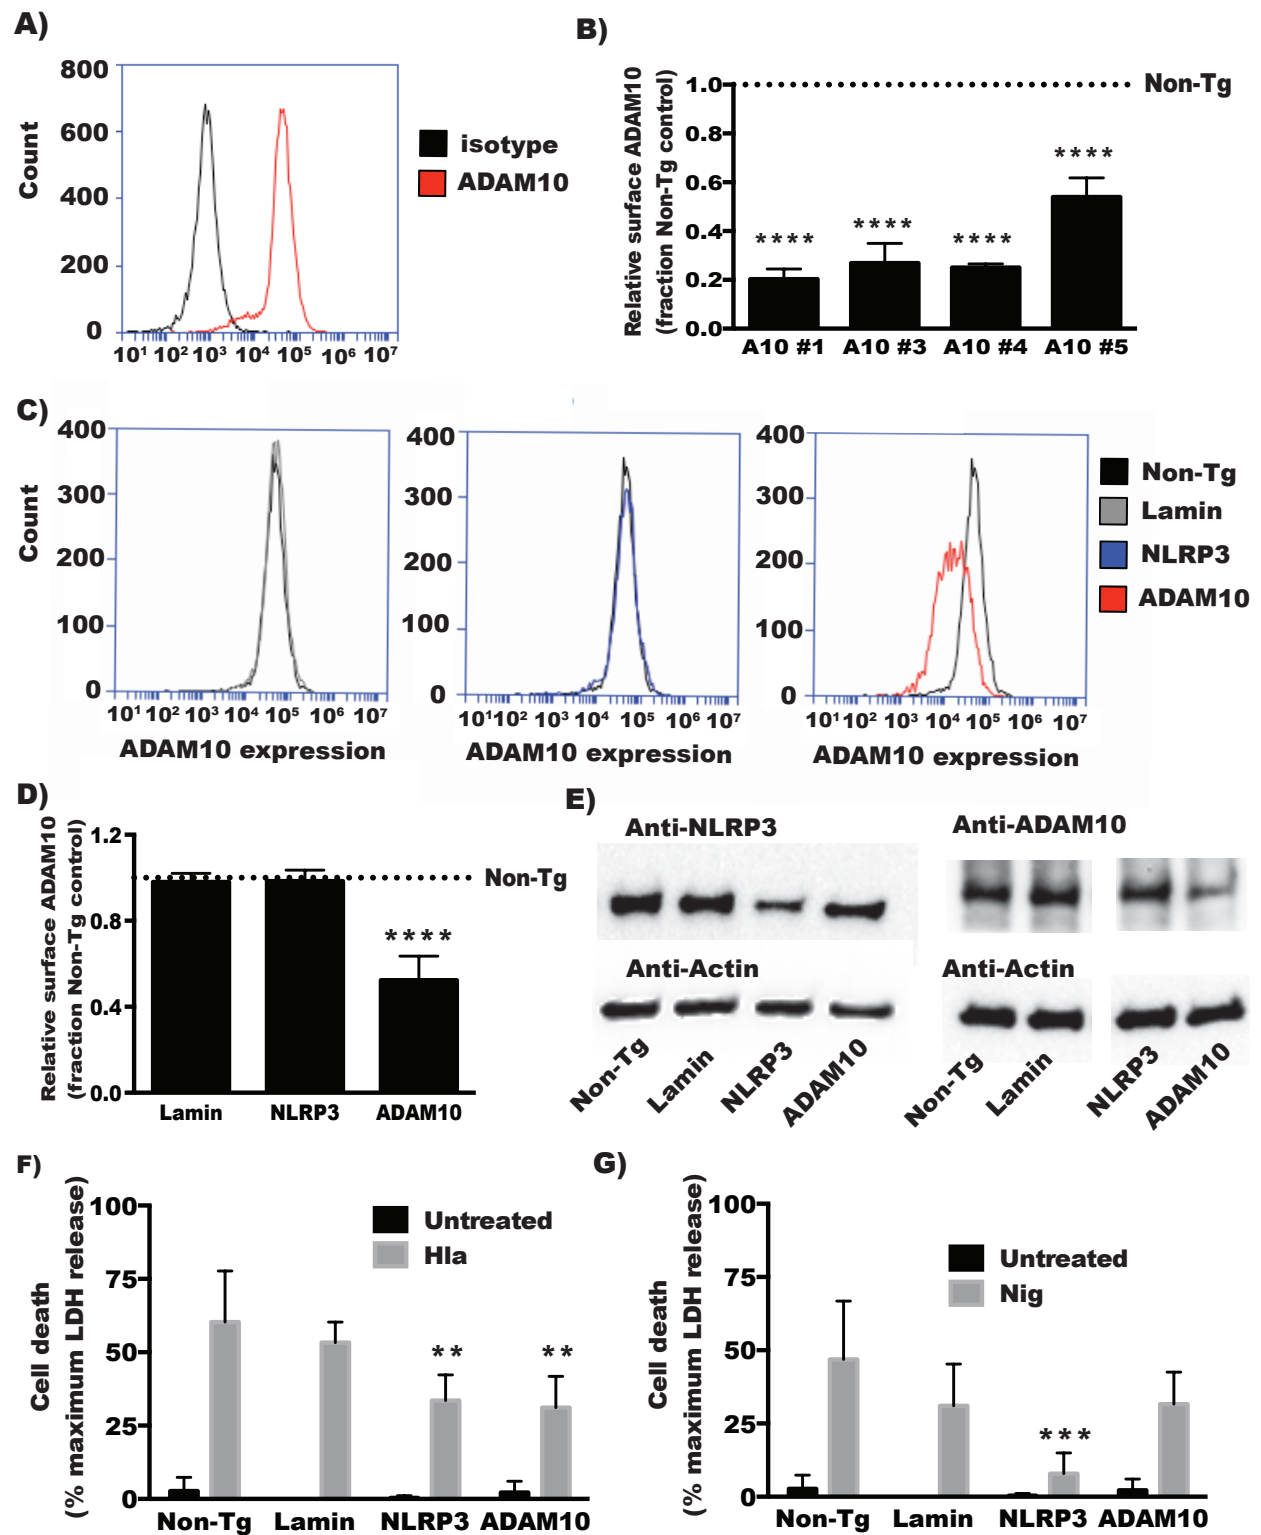 A)
800
600
400
200
0
Count
10¹ 10² 10³ 10⁴ 10⁵ 10⁶ 10⁷
isotype
ADAM10
B)
Relative surface ADAM10
(fraction Non-Tg control)
1.0
0.8
0.6
0.4
0.2
0.0
Non-Tg
****
****
****
****
A10 #1 A10 #3 A10 #4 A10 #5
C)
Count
400
300
200
100
0
10¹ 10² 10³ 10⁴ 10⁵ 10⁶ 10⁷
ADAM10 expression
400
300
200
100
0
10¹ 10² 10³ 10⁴ 10⁵ 10⁶ 10⁷
ADAM10 expression
400
300
200
100
0
10¹ 10² 10³ 10⁴ 10⁵ 10⁶ 10⁷
ADAM10 expression
Non-Tg
Lamin
NLRP3
ADAM10
D)
Relative surface ADAM10
(fraction Non-Tg control)
1.2
0.8
0.4
0.0
Non-Tg
****
Lamin NLRP3 ADAM10
E)
Anti-NLRP3
Anti-Actin
Non-Tg Lamin NLRP3 ADAM10
Anti-ADAM10
Anti-Actin
Non-Tg Lamin NLRP3 ADAM10
F)
Cell death
(% maximum LDH release)
100
75
50
25
0
Untreated
Hla
**
**
Non-Tg Lamin NLRP3 ADAM10
G)
Cell death
(% maximum LDH release)
100
75
50
25
0
Untreated
Nig
***
Non-Tg Lamin NLRP3 ADAM10